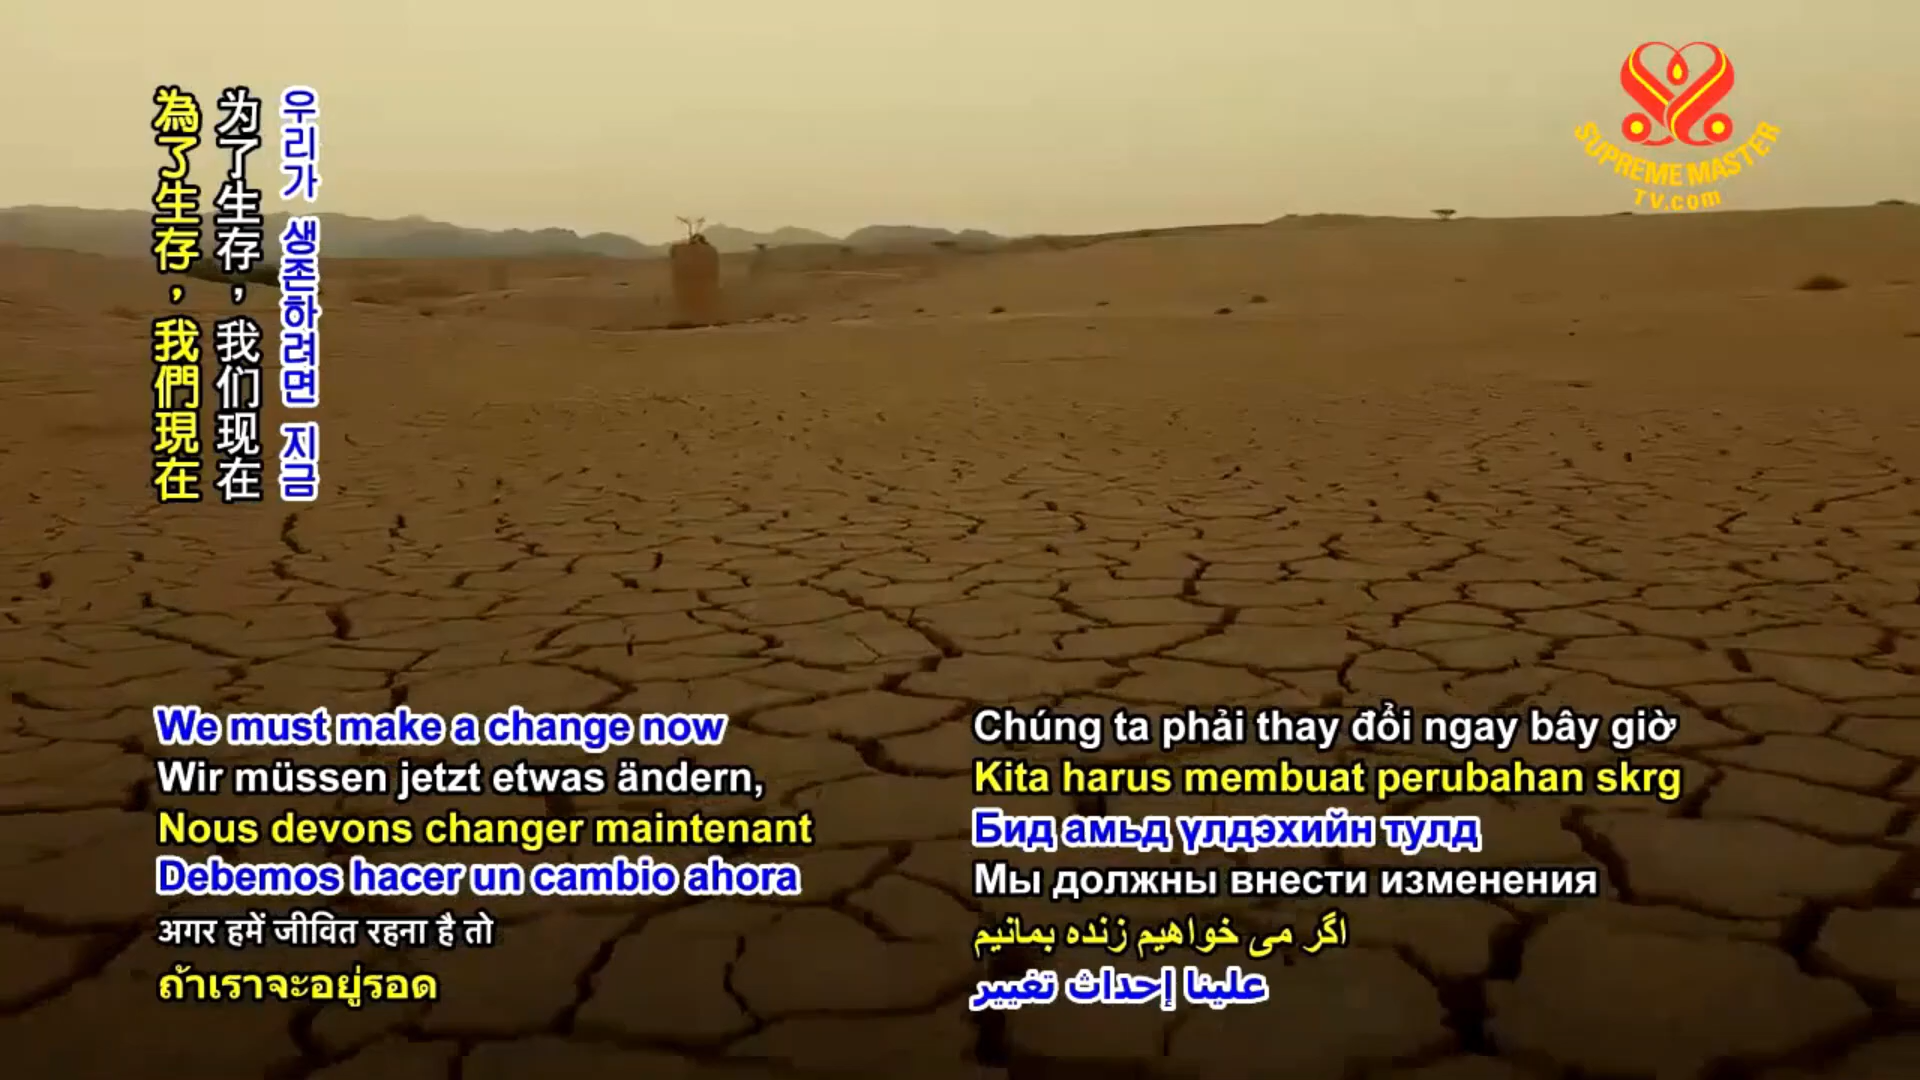 우리가 생존하려면 지금
为了生存，我们现在
為了生存，我們現在
SUPREME MASTER
TV.com
We must make a change now
Wir müssen jetzt etwas ändern,
Nous devons changer maintenant
Debemos hacer un cambio ahora
अगर हमें जीवित रहना है तो
ถ้าเราจะอยู่รอด
Chúng ta phải thay đổi ngay bây giờ
Kita harus membuat perubahan skrg
Бид амьд үлдэхийн тулд
Мы должны внести изменения
اگر می خواهیم زنده بمانیم
علينا إحداث تغيير